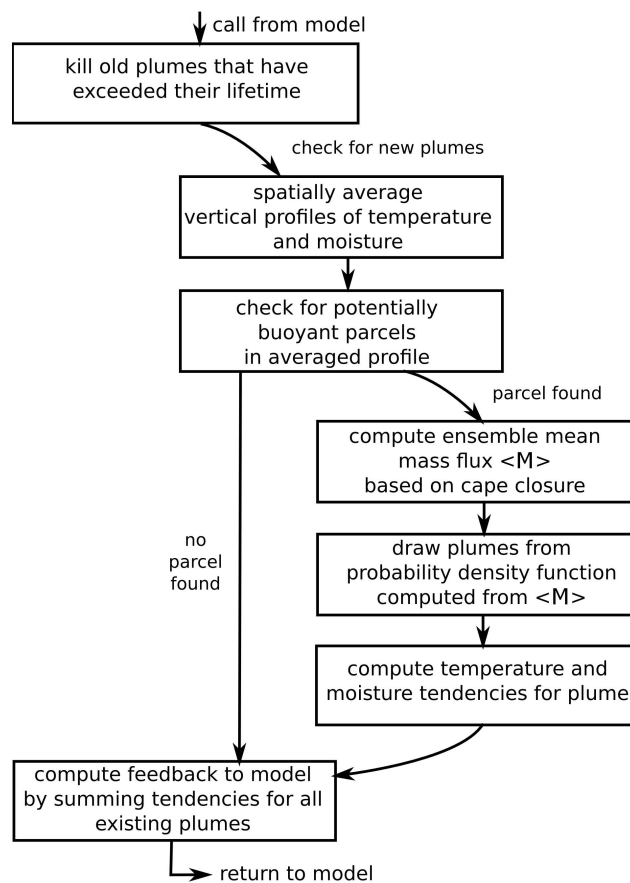 call from model
kill old plumes that have
exceeded their lifetime
check for new plumes
spatially average
vertical profiles of temperature
and moisture
check for potentially
buoyant parcels
in averaged profile
parcel found
compute ensemble mean
mass flux <M>
based on cape closure
no
parcel
found
draw plumes from
probability density function
computed from <M>
compute temperature and
moisture tendencies for plume
compute feedback to model
by summing tendencies for all
existing plumes
return to model